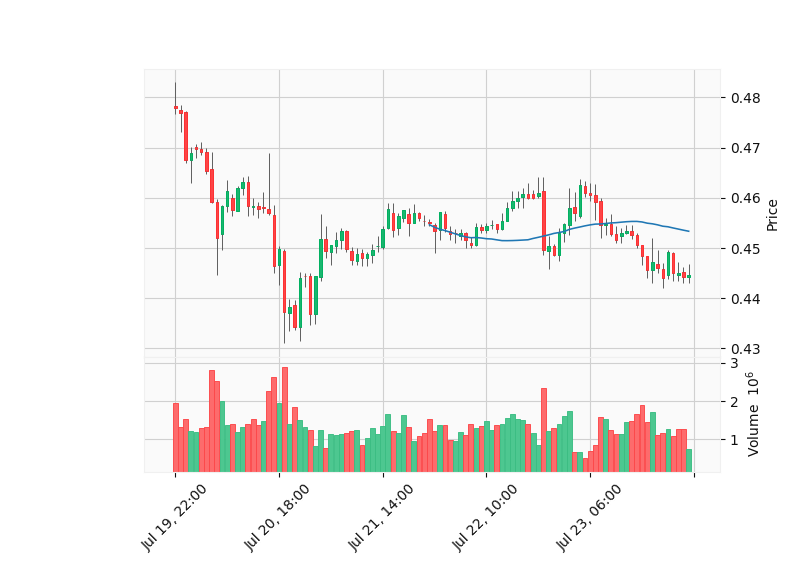 0.48
0.47
0.46
0.45
0.44
0.43
Price
3
2
1
Volume 10^6
Jul 19, 22:00
Jul 20, 18:00
Jul 21, 14:00
Jul 22, 10:00
Jul 23, 06:00